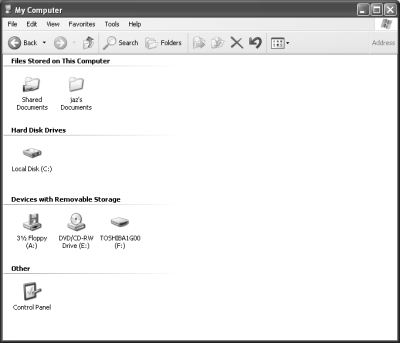 My Computer
File Edit View Favorites Tools Help
Back Search Folders Address
Files Stored on This Computer
Shared Documents
jaz's Documents
Hard Disk Drives
Local Disk (C:)
Devices with Removable Storage
3½ Floppy (A:)
DVD/CD-RW Drive (E:)
TOSHIBA1G00 (F:)
Other
Control Panel